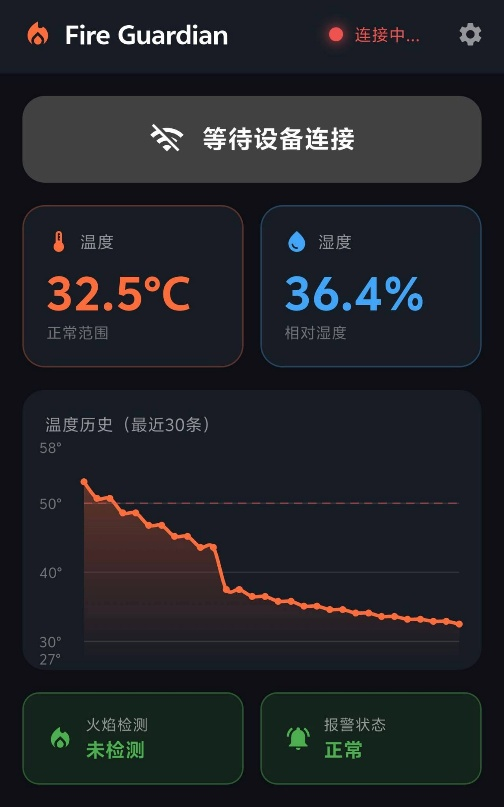 Fire Guardian
连接中...
等待设备连接
温度
32.5°C
正常范围
湿度
36.4%
相对湿度
温度历史（最近30条）
58°
50°
40°
30°
27°
火焰检测
未检测
报警状态
正常